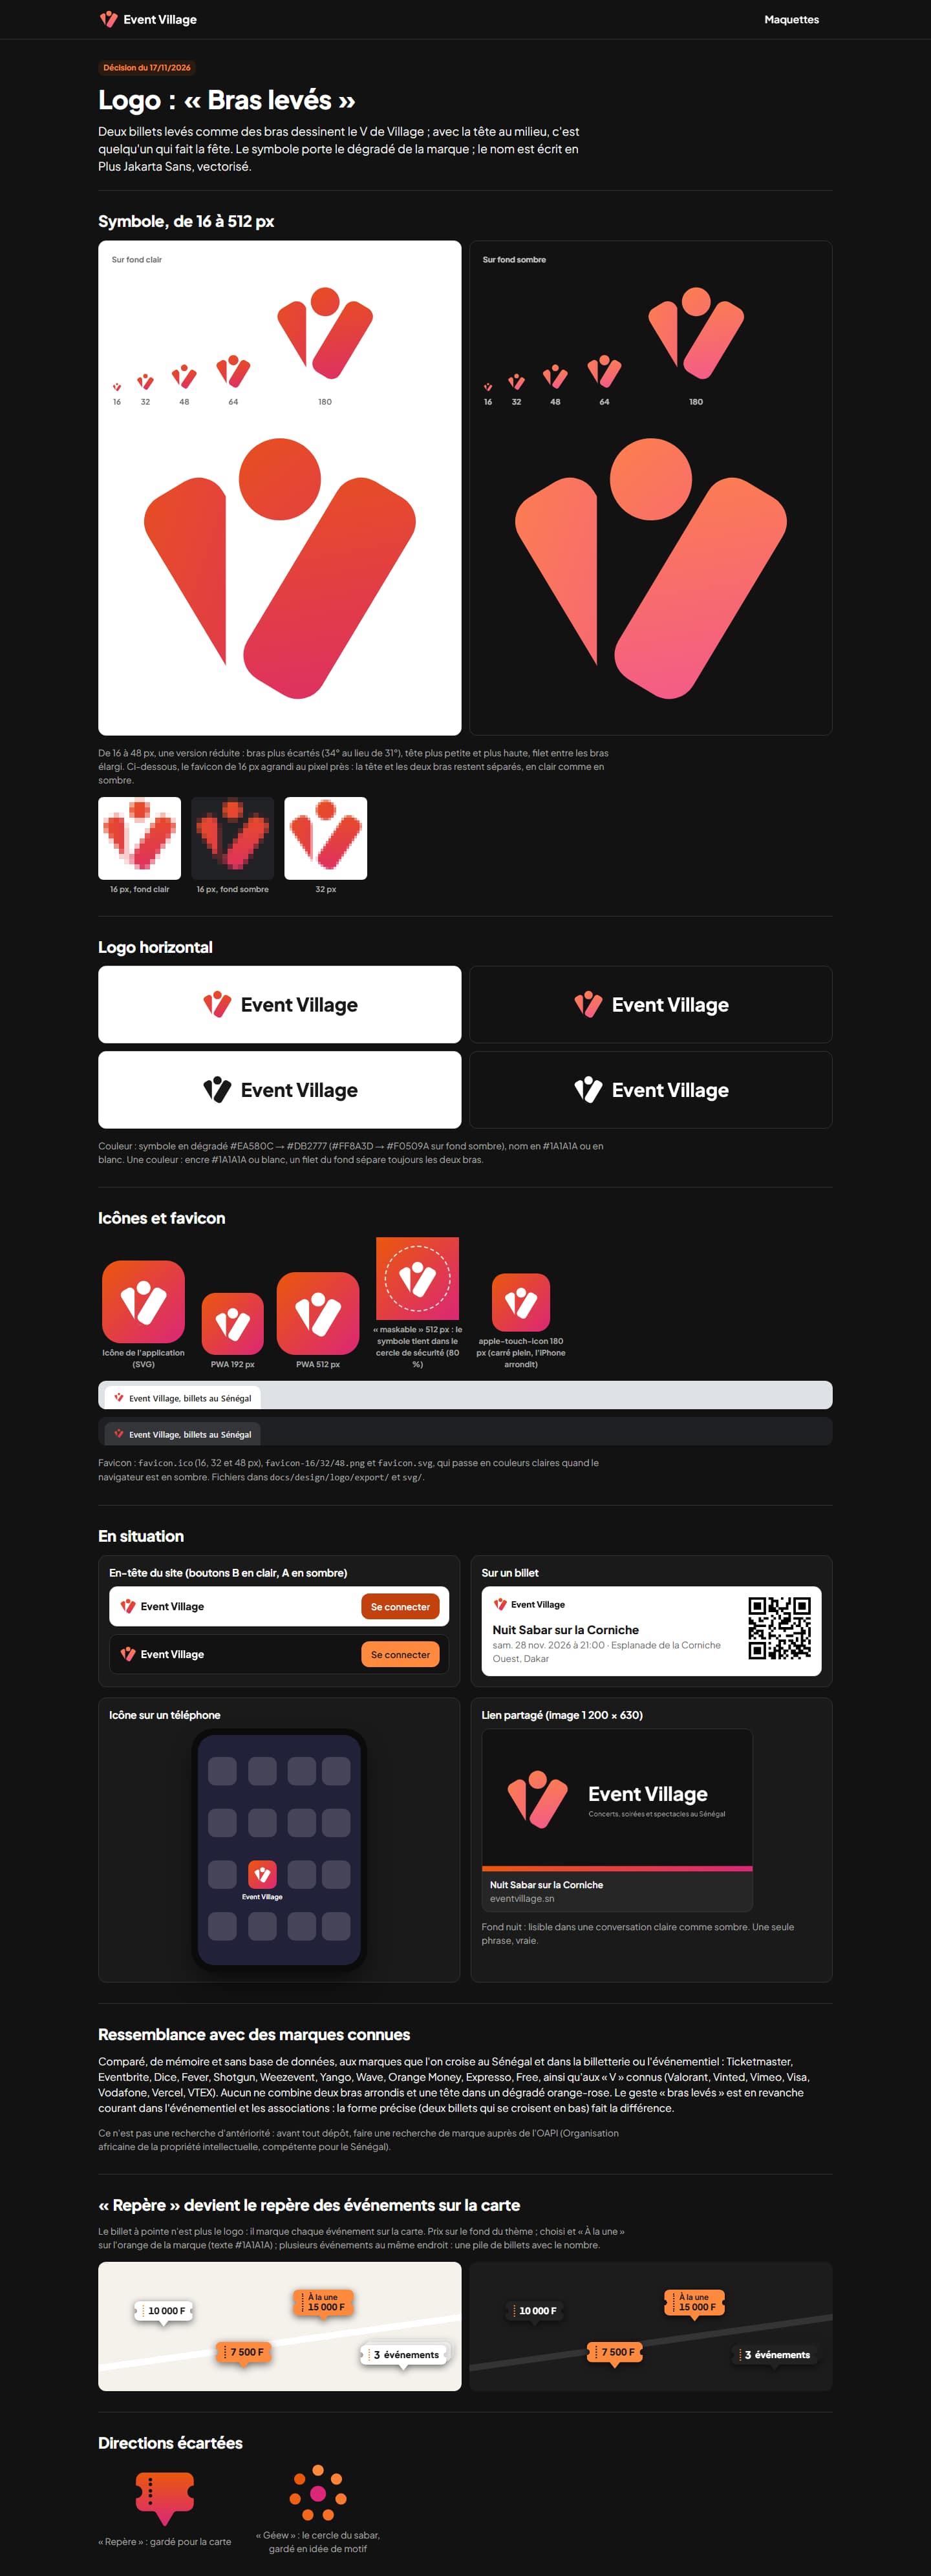 Event Village
Maquettes
Décision du 17/11/2026
Logo : « Bras levés »
Deux billets levés comme des bras dessinent le V de Village ; avec la tête au milieu, c'est
quelqu'un qui fait la fête. Le symbole porte le dégradé de la marque ; le nom est écrit en
Plus Jakarta Sans, vectorisé.
Symbole, de 16 à 512 px
Sur fond clair
16
32
48
64
180
Sur fond sombre
16
32
48
64
180
De 16 à 48 px, une version réduite : bras plus écartés (34° au lieu de 31°), tête plus petite et plus haute, filet entre les bras
élargi. Ci-dessous, le favicon de 16 px agrandi au pixel près : la tête et les deux bras restent séparés, en clair comme en
sombre.
16 px, fond clair
16 px, fond sombre
32 px
Logo horizontal
Event Village
Event Village
Event Village
Event Village
Couleur : symbole en dégradé #EA580C → #DB2777 (#FF8A3D → #F0509A sur fond sombre), nom en #1A1A1A ou en
blanc. Une couleur : encre #1A1A1A ou blanc, un filet du fond sépare toujours les deux bras.
Icônes et favicon
Icône de l'application
(SVG)
PWA 192 px
PWA 512 px
« maskable » 512 px : le
symbole tient dans le
cercle de sécurité (80
%)
apple-touch-icon 180
px (carré plein, l'iPhone
arrondit)
Event Village, billets au Sénégal
Event Village, billets au Sénégal
Favicon : favicon.ico (16, 32 et 48 px), favicon-16/32/48.png et favicon.svg, qui passe en couleurs claires quand le
navigateur est en sombre. Fichiers dans docs/design/logo/export/ et svg/.
En situation
En-tête du site (boutons B en clair, A en sombre)
Event Village
Se connecter
Event Village
Se connecter
Sur un billet
Event Village
Nuit Sabar sur la Corniche
sam. 28 nov. 2026 à 21:00 · Esplanade de la Corniche
Ouest, Dakar
Icône sur un téléphone
Event Village
Lien partagé (image 1 200 × 630)
Event Village
Concerts, soirées et spectacles au Sénégal
Nuit Sabar sur la Corniche
eventvillage.sn
Fond nuit : lisible dans une conversation claire comme sombre. Une seule
phrase, vraie.
Ressemblance avec des marques connues
Comparé, de mémoire et sans base de données, aux marques que l'on croise au Sénégal et dans la billetterie ou l'événementiel : Ticketmaster,
Eventbrite, Dice, Fever, Shotgun, Weezevent, Yango, Wave, Orange Money, Expresso, Free, ainsi qu'aux « V » connus (Valorant, Vinted, Vimeo, Visa,
Vodafone, Vercel, VTEX). Aucun ne combine deux bras arrondis et une tête dans un dégradé orange-rose. Le geste « bras levés » est en revanche
courant dans l'événementiel et les associations : la forme précise (deux billets qui se croisent en bas) fait la différence.
Ce n'est pas une recherche d'antériorité : avant tout dépôt, faire une recherche de marque auprès de l'OAPI (Organisation
africaine de la propriété intellectuelle, compétente pour le Sénégal).
« Repère » devient le repère des événements sur la carte
Le billet à pointe n'est plus le logo : il marque chaque événement sur la carte. Prix sur le fond du thème ; choisi et « À la une »
sur l'orange de la marque (texte #1A1A1A) ; plusieurs événements au même endroit : une pile de billets avec le nombre.
10 000 F
À la une
15 000 F
7 500 F
3 événements
10 000 F
À la une
15 000 F
7 500 F
3 événements
Directions écartées
« Repère » : gardé pour la carte
« Géew » : le cercle du sabar,
gardé en idée de motif